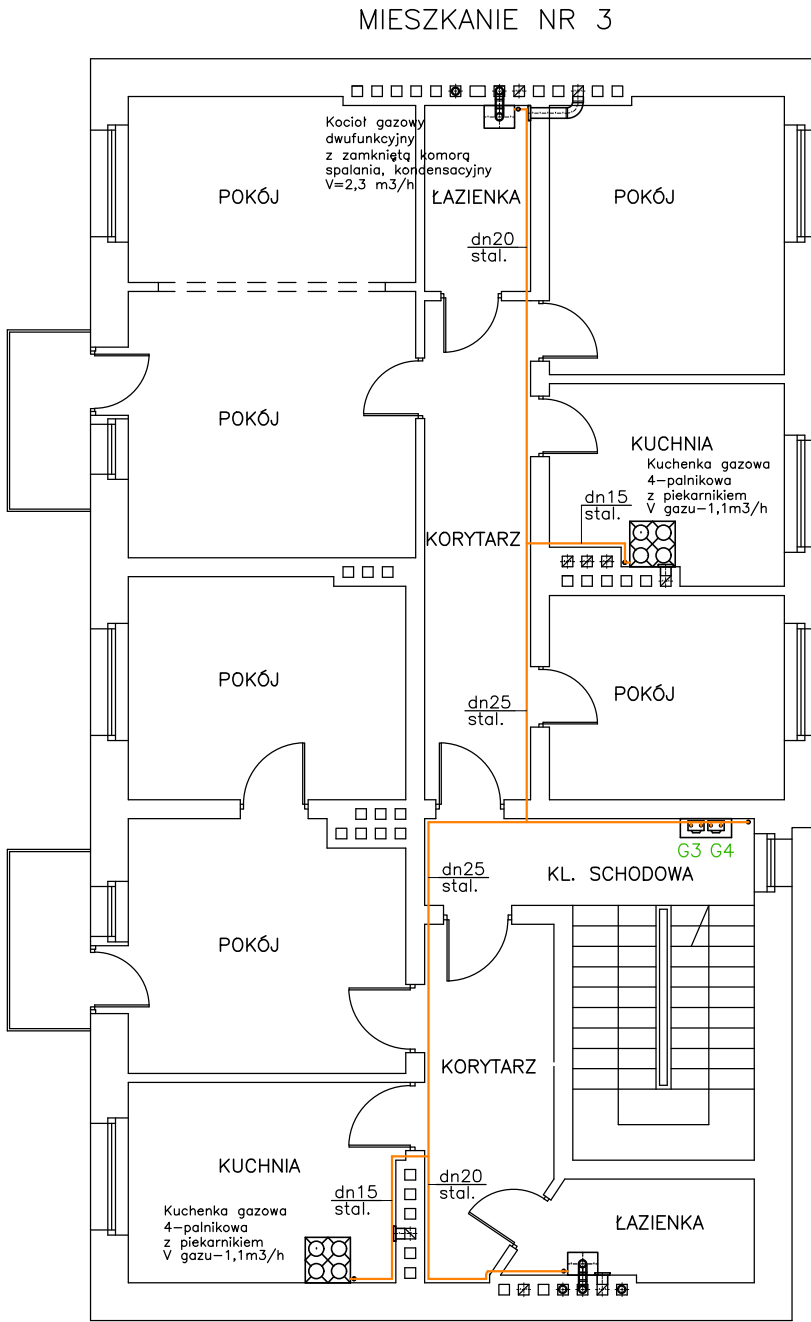 MIESZKANIE NR 3
Kocioł gazowy
dwufunkcyjny
z zamkniętą komorą
spalania, kondensacyjny
V=2,3 m3/h
POKÓJ
ŁAZIENKA
POKÓJ
dn20
stal.
POKÓJ
KUCHNIA
Kuchenka gazowa
4-palnikowa
z piekarnikiem
V gazu-1,1m3/h
dn15
stal.
KORYTARZ
POKÓJ
POKÓJ
dn25
stal.
G3 G4
dn25
stal.
KL. SCHODOWA
POKÓJ
KORYTARZ
KUCHNIA
dn15
stal.
dn20
stal.
Kuchenka gazowa
4-palnikowa
z piekarnikiem
V gazu-1,1m3/h
ŁAZIENKA